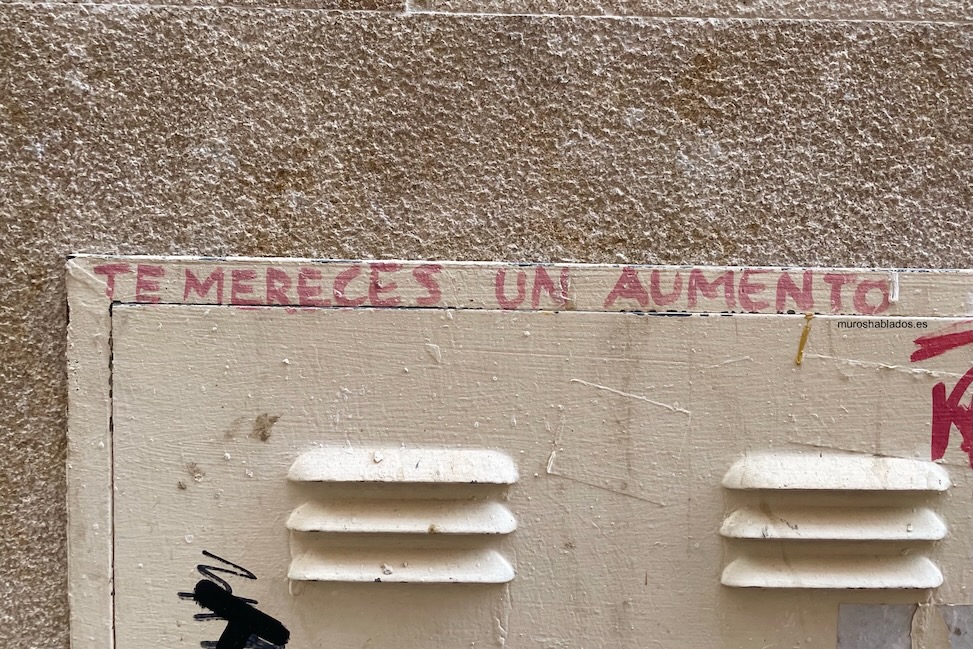 TE MERECES UN AUMENTO
muroshablados.es